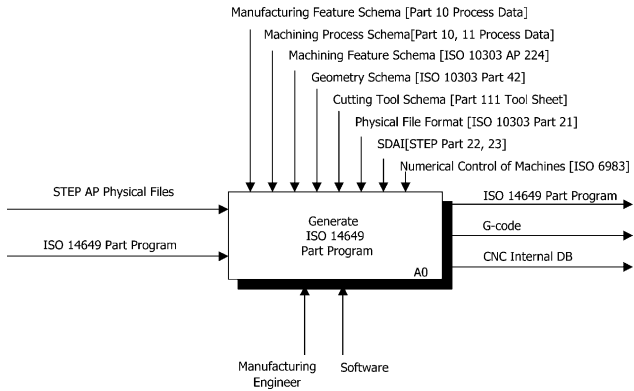 Manufacturing Feature Schema [Part 10 Process Data]
Machining Process Schema[Part 10, 11 Process Data]
Machining Feature Schema [ISO 10303 AP 224]
Geometry Schema [ISO 10303 Part 42]
Cutting Tool Schema [Part 111 Tool Sheet]
Physical File Format [ISO 10303 Part 21]
SDAI[STEP Part 22, 23]
Numerical Control of Machines [ISO 6983]
STEP AP Physical Files
ISO 14649 Part Program
Generate
ISO 14649
Part Program
A0
ISO 14649 Part Program
G-code
CNC Internal DB
Manufacturing
Engineer
Software